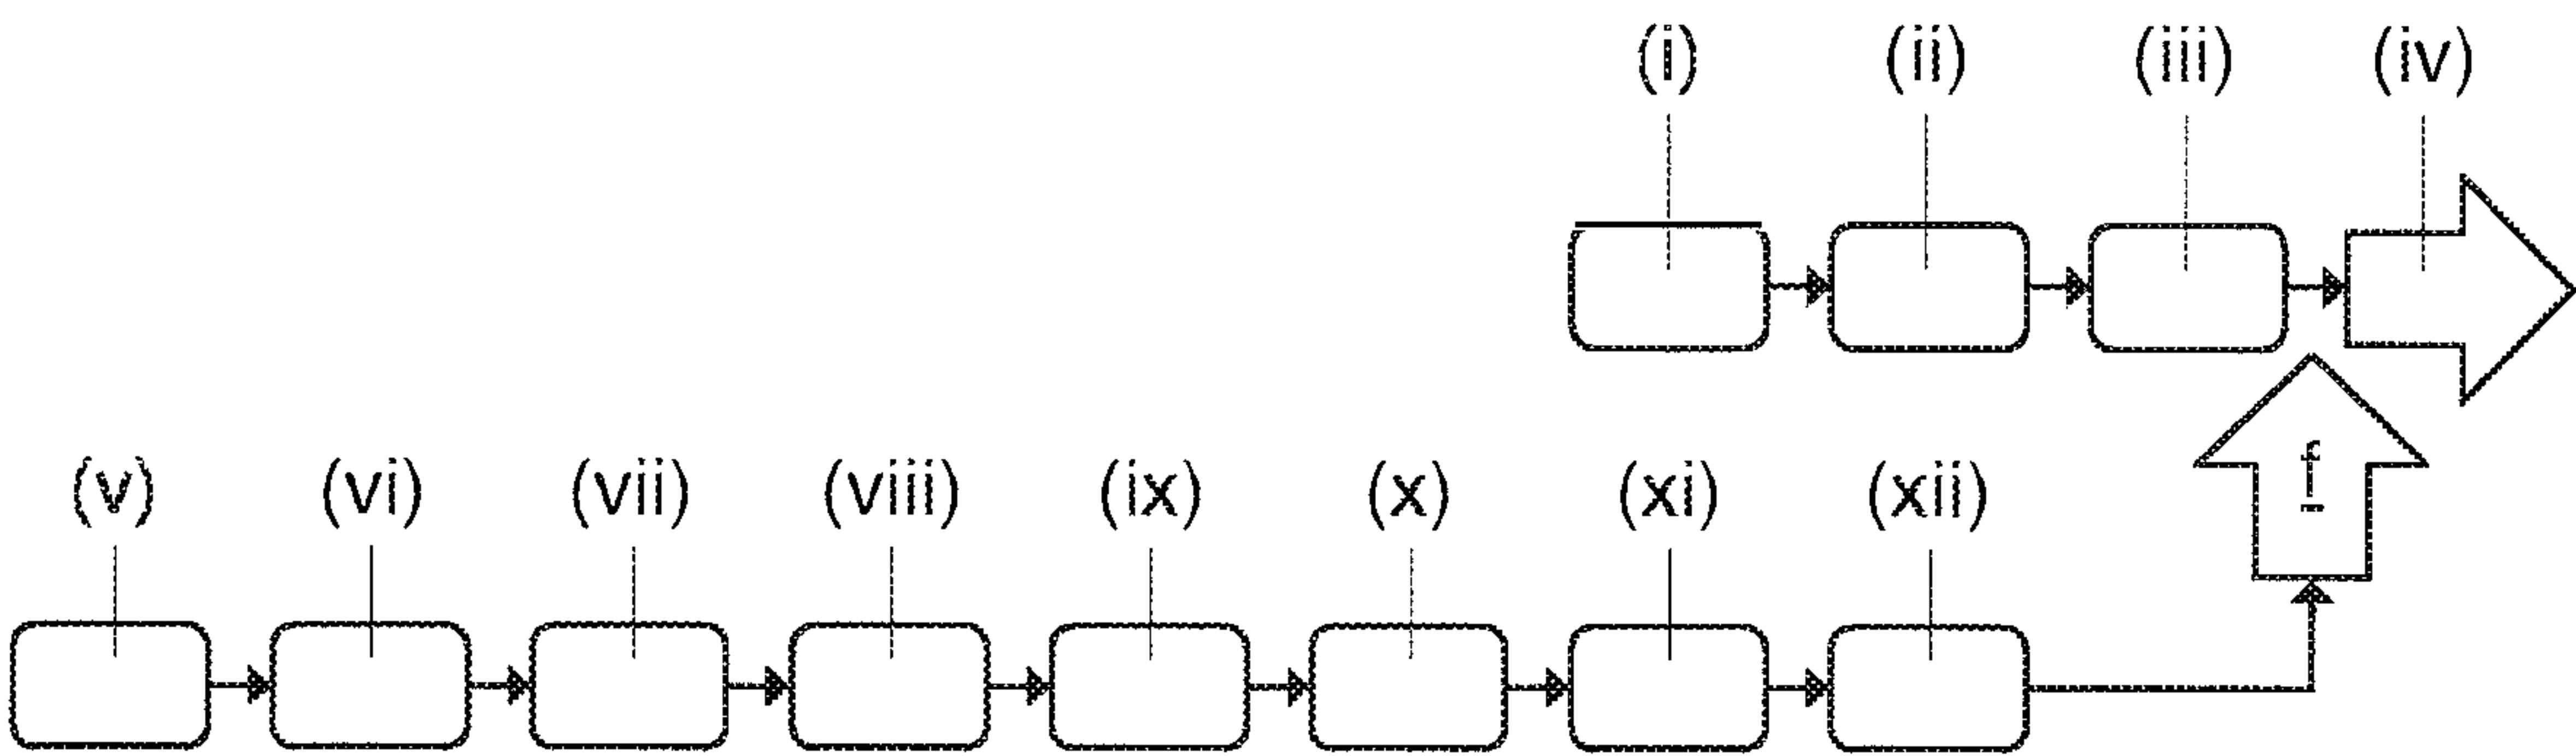 (i) (ii) (iii) (iv)
(v) (vi) (vii) (viii) (ix) (x) (xi) (xii)
f